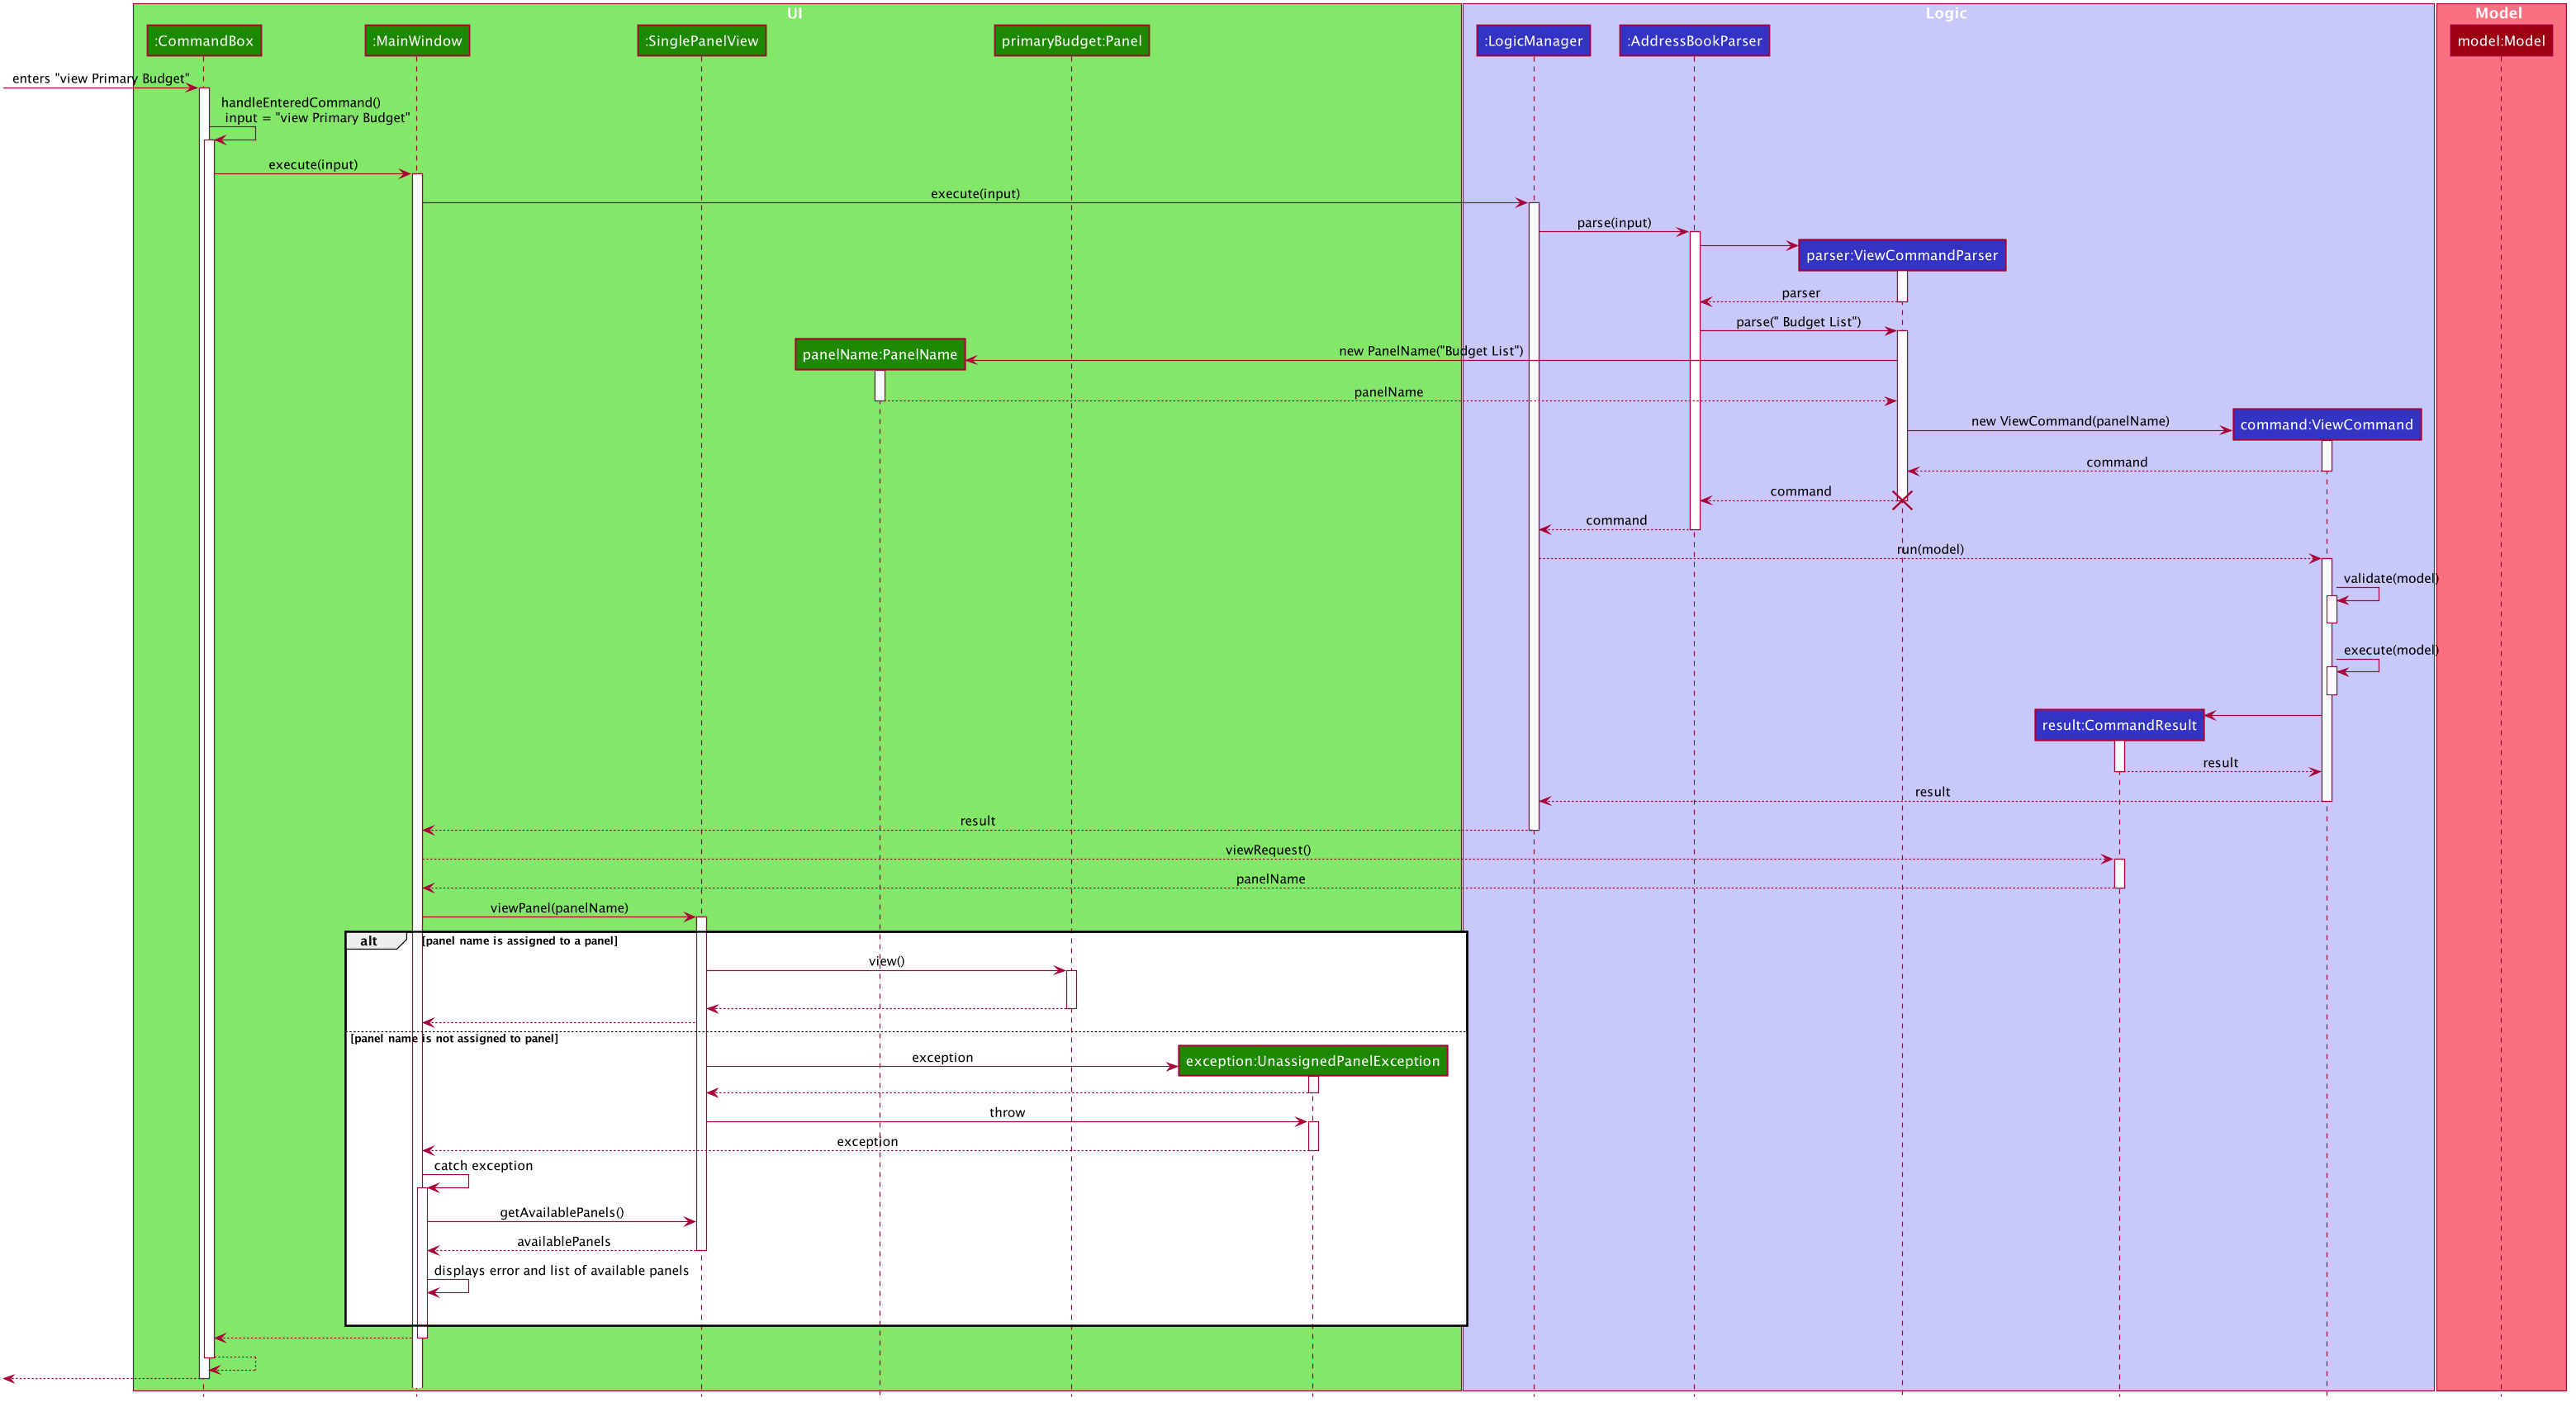 UI
Logic
Model
:CommandBox
:MainWindow
:SinglePanelView
primaryBudget:Panel
:LogicManager
:AddressBookParser
model:Model
enters "view Primary Budget"
handleEnteredCommand()
input = "view Primary Budget"
execute(input)
execute(input)
parse(input)
parser:ViewCommandParser
parser
parse(" Budget List")
panelName:PanelName
new PanelName("Budget List")
panelName
new ViewCommand(panelName)
command:ViewCommand
command
command
command
run(model)
validate(model)
execute(model)
result:CommandResult
result
result
result
viewRequest()
panelName
viewPanel(panelName)
alt
[panel name is assigned to a panel]
view()
[panel name is not assigned to panel]
exception
exception:UnassignedPanelException
throw
exception
catch exception
getAvailablePanels()
availablePanels
displays error and list of available panels